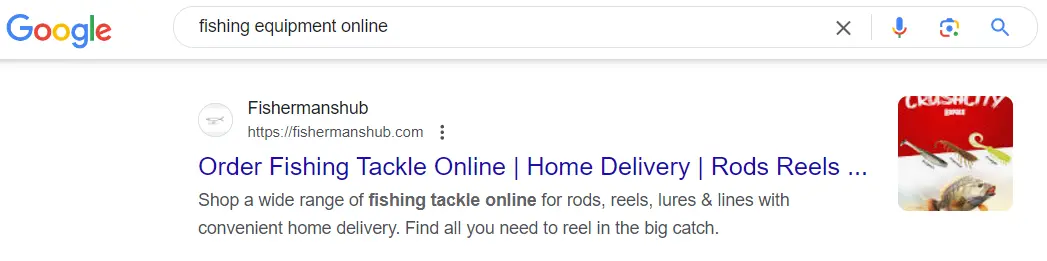 Google
fishing equipment online
Fishermanshub
https://fishermanshub.com
Order Fishing Tackle Online | Home Delivery | Rods Reels ...
Shop a wide range of fishing tackle online for rods, reels, lures & lines with
convenient home delivery. Find all you need to reel in the big catch.
CRUSHCITY
RAPALA